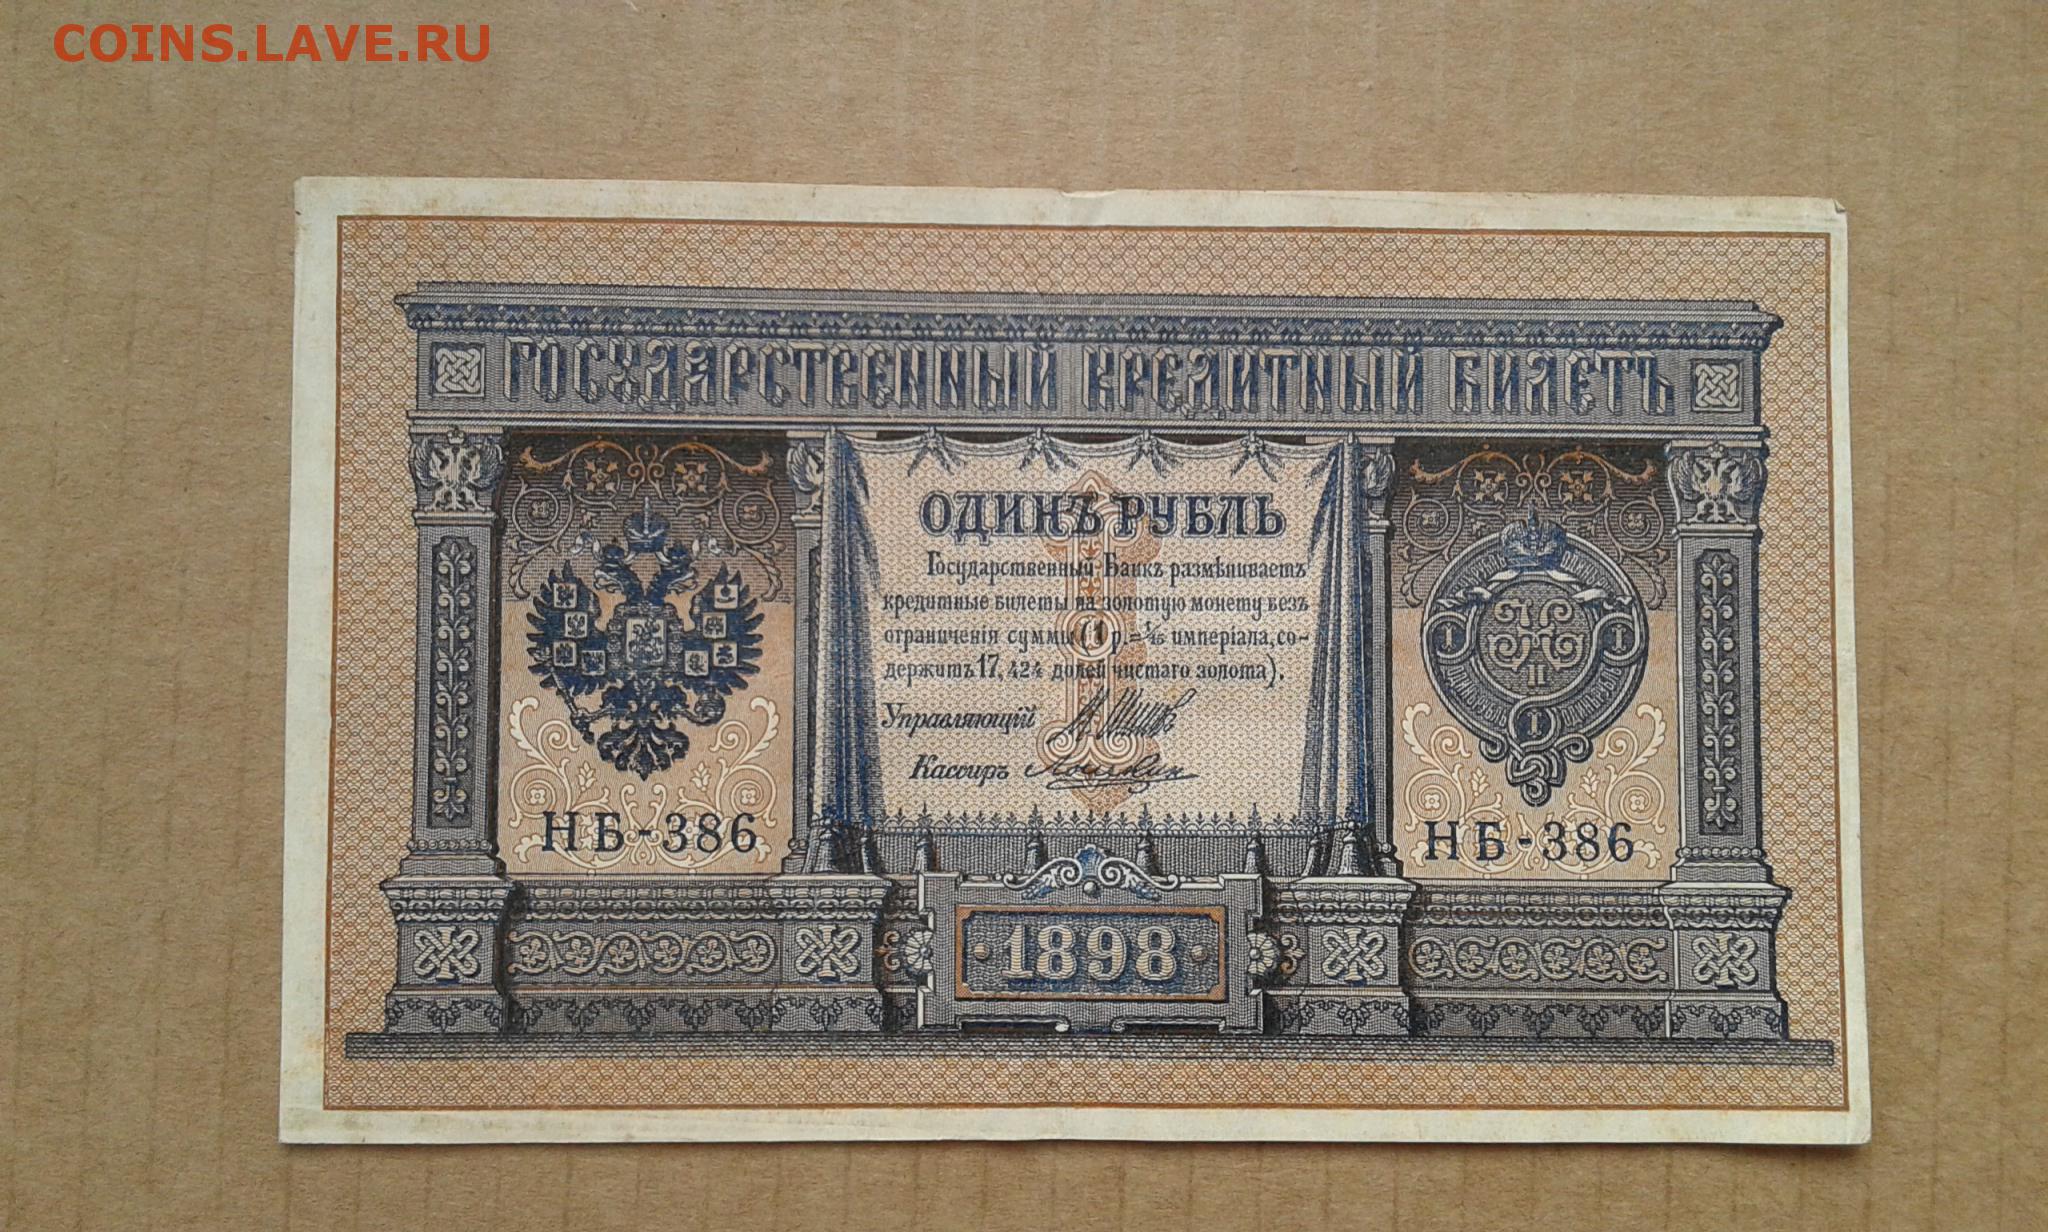 COINS.LAVE.RU
ГОСУДАРСТВЕННЫЙ КРЕДИТНЫЙ БИЛЕТЪ
ОДИНЪ РУБЛЬ
Государственный Банкъ размѣниваетъ
кредитные билеты на золотую монету безъ
ограниченія суммы (1 р.= 1/15 имперіала, со-
держитъ 17,424 долей чистаго золота).
Управляющій
Кассиръ
I I
II
I
НБ-386 НБ-386
1898